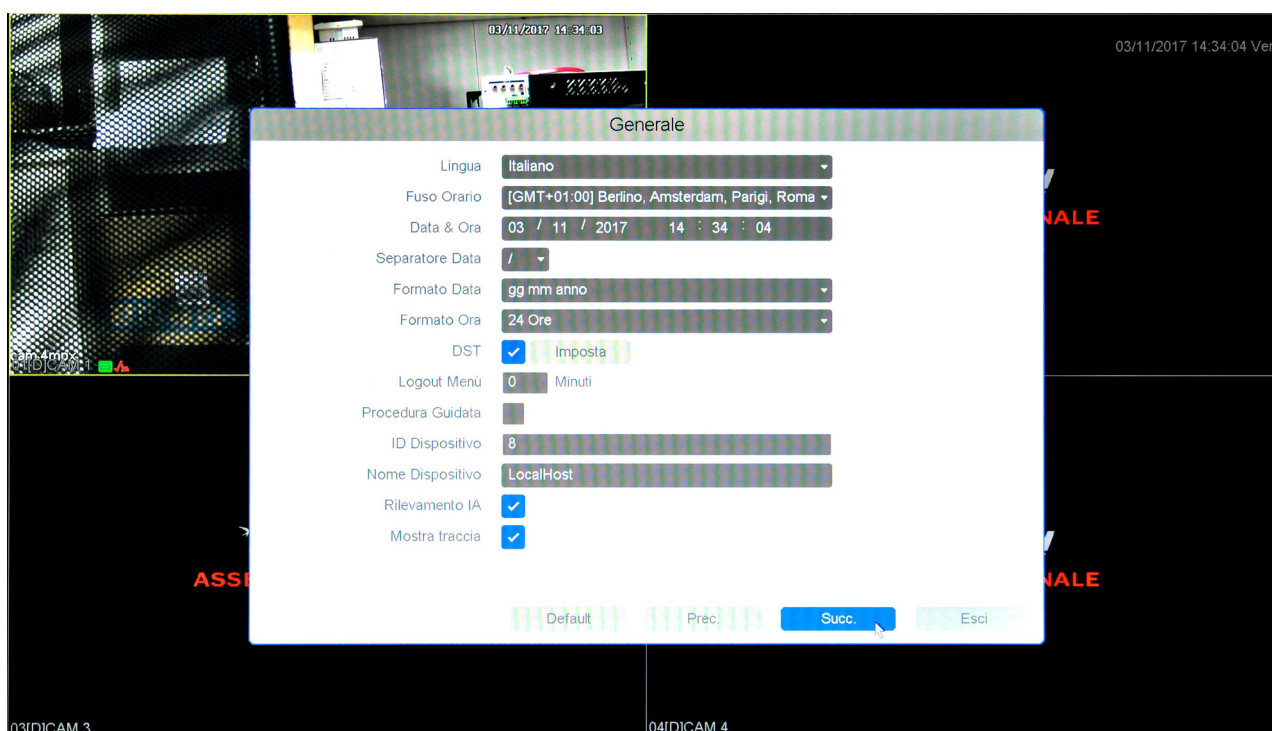 03/11/2017 14:34:03
03/11/2017 14:34:04 Ver
Generale
Lingua Italiano
Fuso Orario [GMT+01:00] Berlino, Amsterdam, Parigi, Roma
Data & Ora 03 / 11 / 2017 14 : 34 : 04
Separatore Data /
Formato Data gg mm anno
Formato Ora 24 Ore
DST Imposta
Logout Menù 0 Minuti
Procedura Guidata
ID Dispositivo 8
Nome Dispositivo LocalHost
Rilevamento IA
Mostra traccia
Default Prec. Succ. Esci
NALE
cam 4mpx
01[D]CAM 1
ASSE
NALE
03[D]CAM 3
04[D]CAM 4